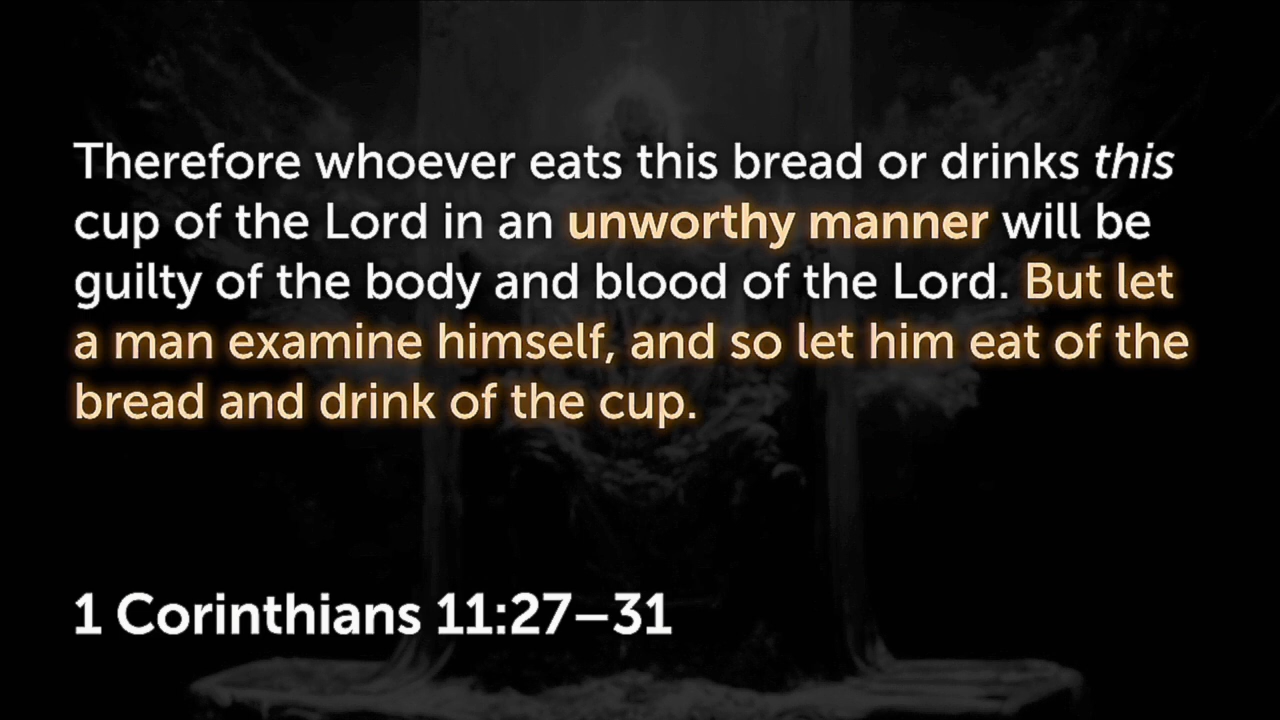 Therefore whoever eats this bread or drinks this
cup of the Lord in an unworthy manner will be
guilty of the body and blood of the Lord. But let
a man examine himself, and so let him eat of the
bread and drink of the cup.
1 Corinthians 11:27–31